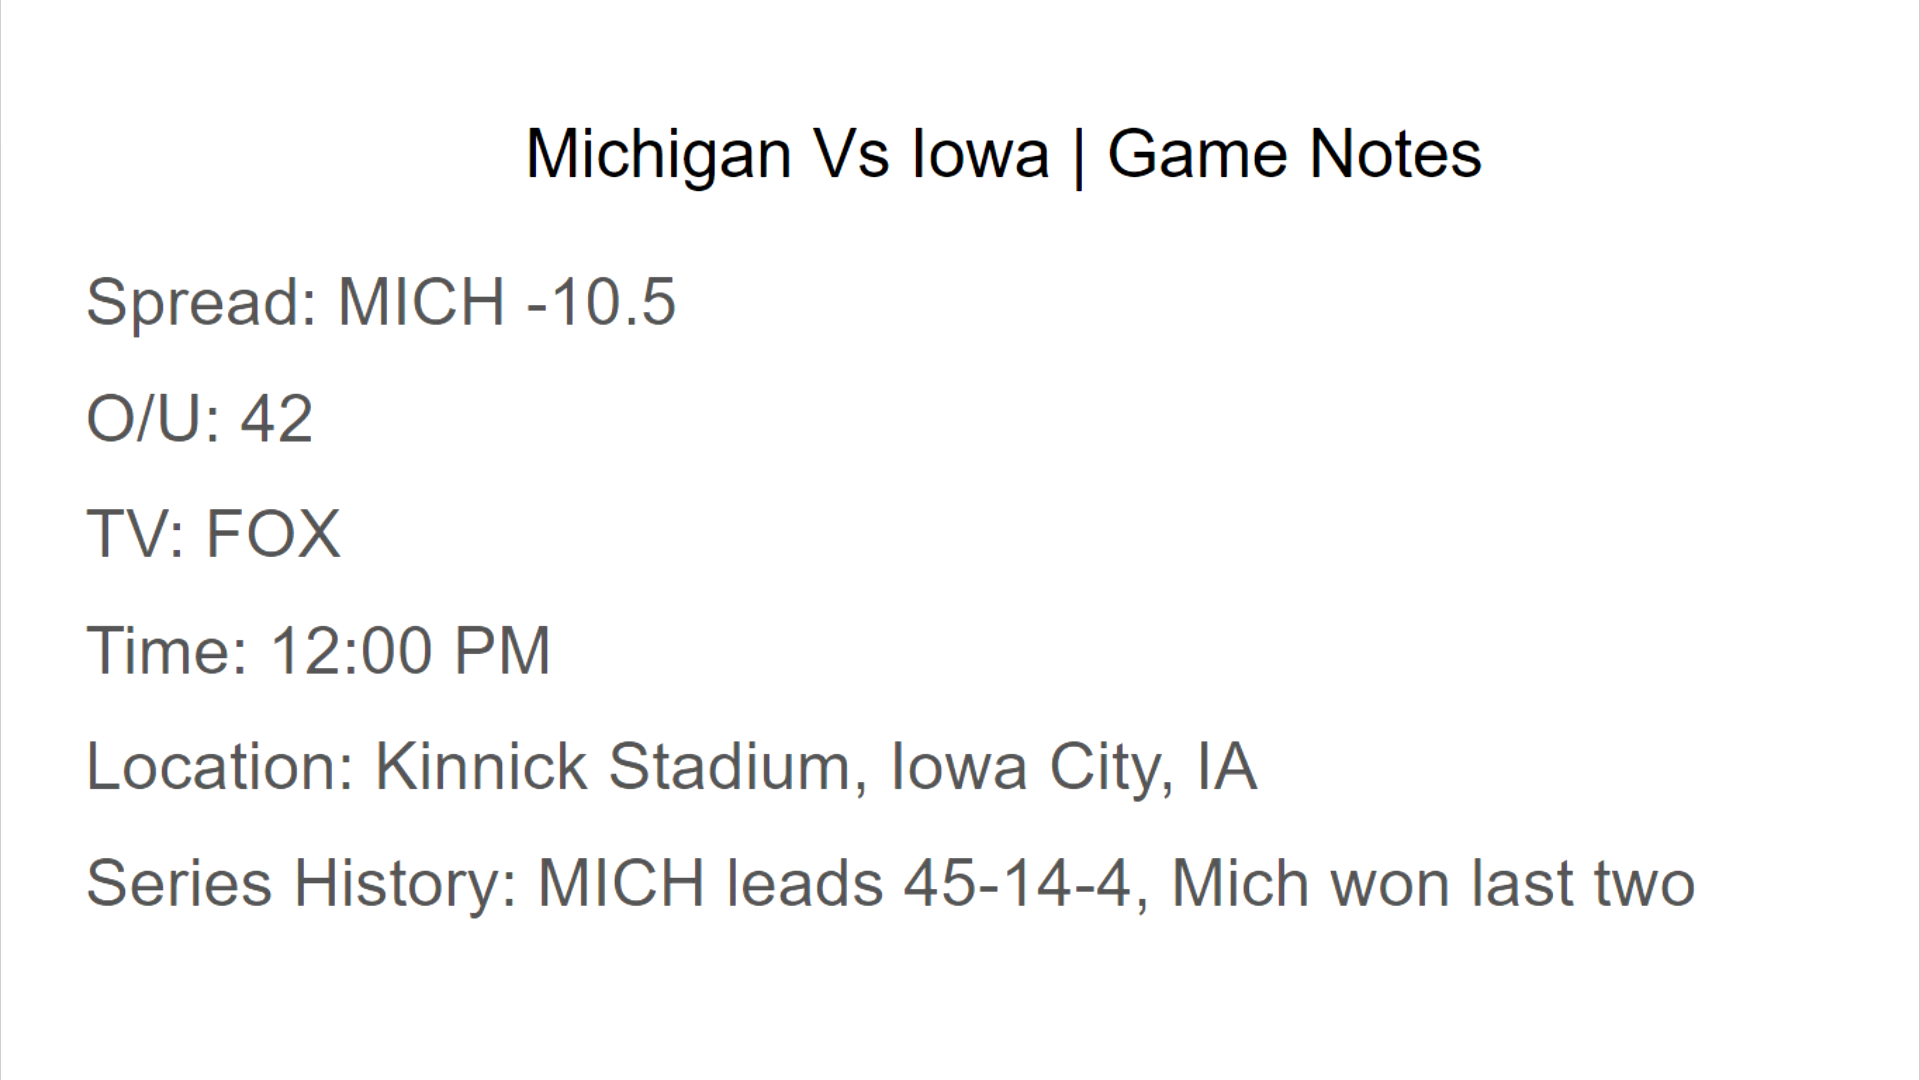 Michigan Vs Iowa | Game Notes
Spread: MICH -10.5
O/U: 42
TV: FOX
Time: 12:00 PM
Location: Kinnick Stadium, Iowa City, IA
Series History: MICH leads 45-14-4, Mich won last two